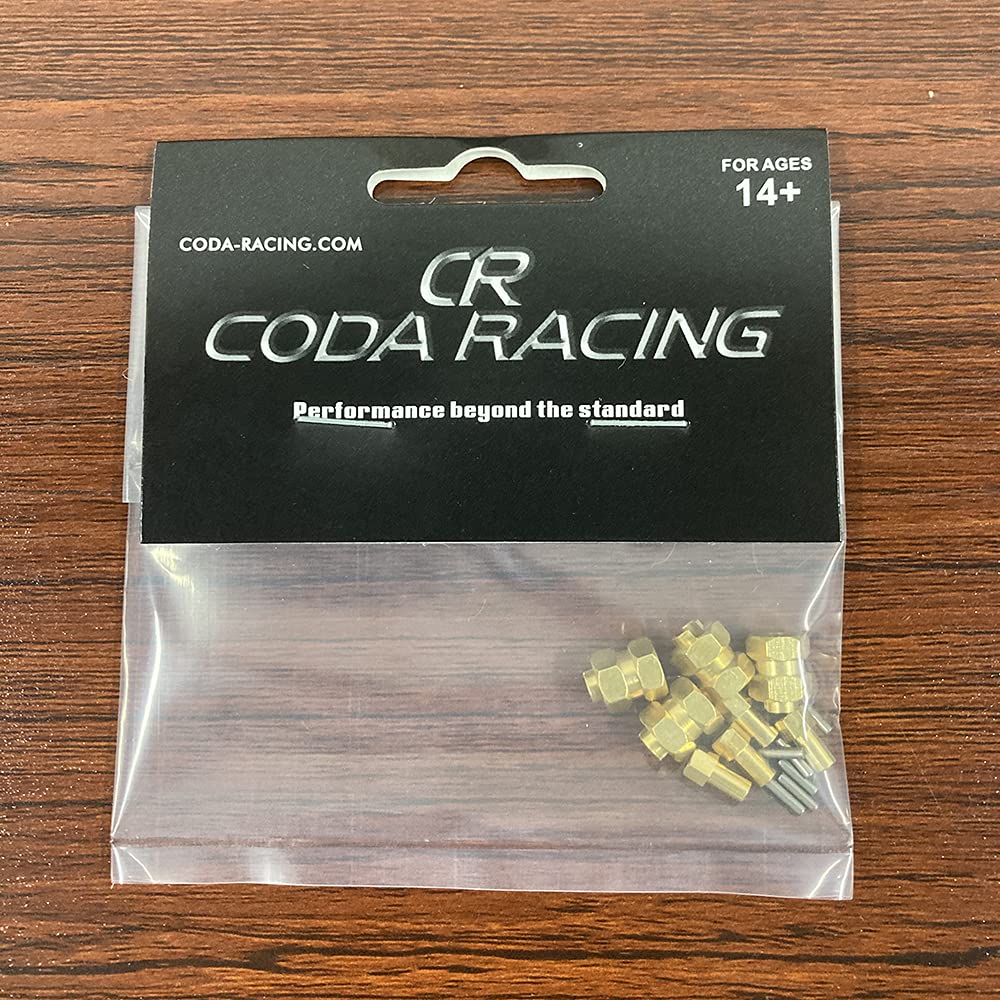 FOR AGES
14+
CODA-RACING.COM
CR
CODA RACING
Performance beyond the standard